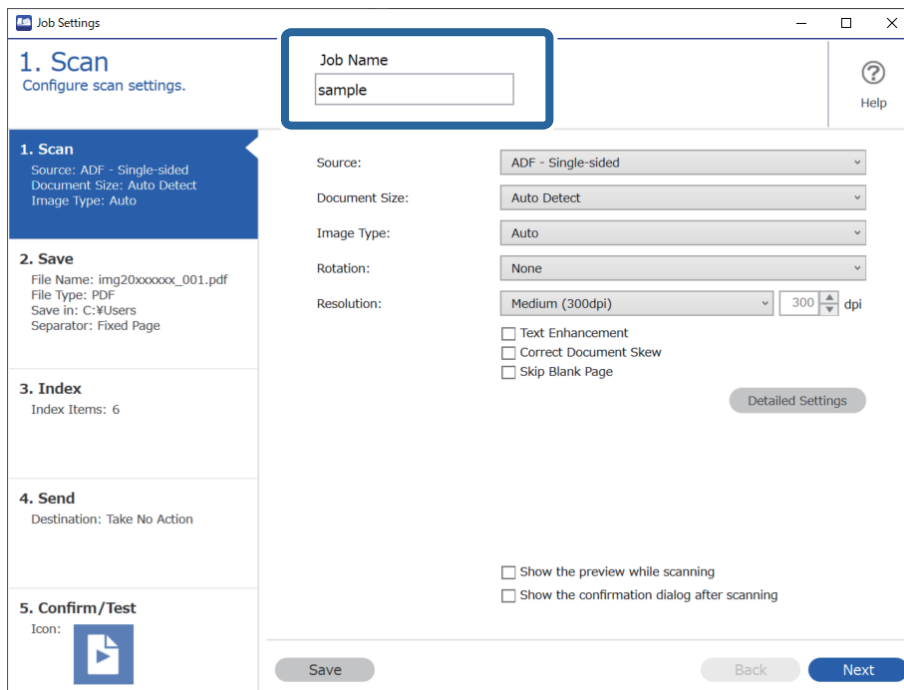 Job Settings
1. Scan
Configure scan settings.
Job Name
sample
Help
1. Scan
Source: ADF - Single-sided
Document Size: Auto Detect
Image Type: Auto
2. Save
File Name: img20xxxxxx_001.pdf
File Type: PDF
Save in: C:¥Users
Separator: Fixed Page
3. Index
Index Items: 6
4. Send
Destination: Take No Action
5. Confirm/Test
Icon:
Source: ADF - Single-sided
Document Size: Auto Detect
Image Type: Auto
Rotation: None
Resolution: Medium (300dpi) 300 dpi
Text Enhancement
Correct Document Skew
Skip Blank Page
Detailed Settings
Show the preview while scanning
Show the confirmation dialog after scanning
Save Back Next